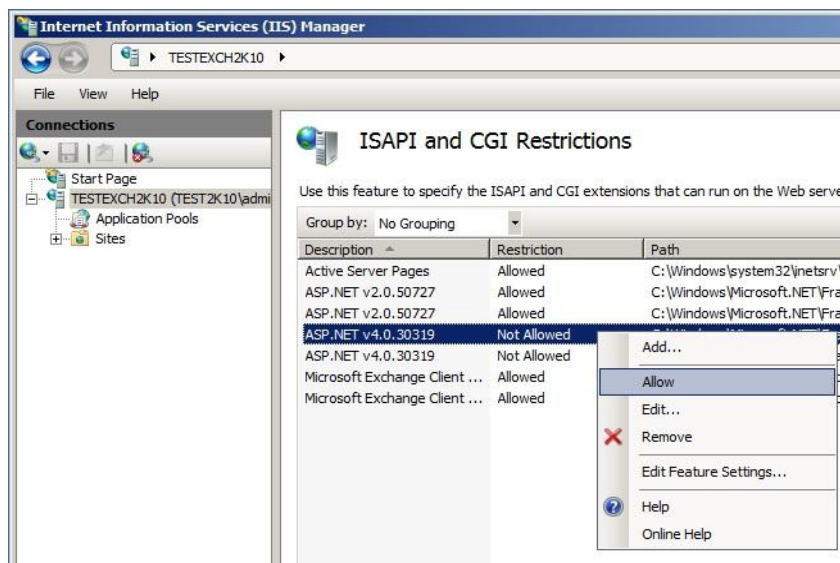 Internet Information Services (IIS) Manager
TESTEXCH2K10
File View Help
Connections
Start Page
TESTEXCH2K10 (TEST2K10\admi
Application Pools
Sites
ISAPI and CGI Restrictions
Use this feature to specify the ISAPI and CGI extensions that can run on the Web serve
Group by: No Grouping
Description Restriction Path
Active Server Pages Allowed C:\Windows\system32\inetsrv\
ASP.NET v2.0.50727 Allowed C:\Windows\Microsoft.NET\Fra
ASP.NET v2.0.50727 Allowed C:\Windows\Microsoft.NET\Fra
ASP.NET v4.0.30319 Not Allowed
ASP.NET v4.0.30319 Not Allowed
Microsoft Exchange Client ... Allowed
Microsoft Exchange Client ... Allowed
Add...
Allow
Edit...
Remove
Edit Feature Settings...
Help
Online Help